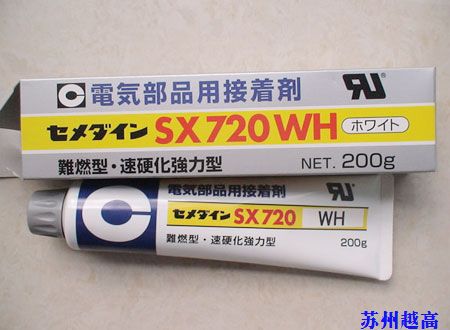 C 電気部品用接着剤
セメダイン SX720WH ホワイト
難燃型・速硬化強力型 NET. 200g
C 電気部品用接着剤
セメダイン SX720 WH
難燃型・速硬化強力型 200g
苏州越高